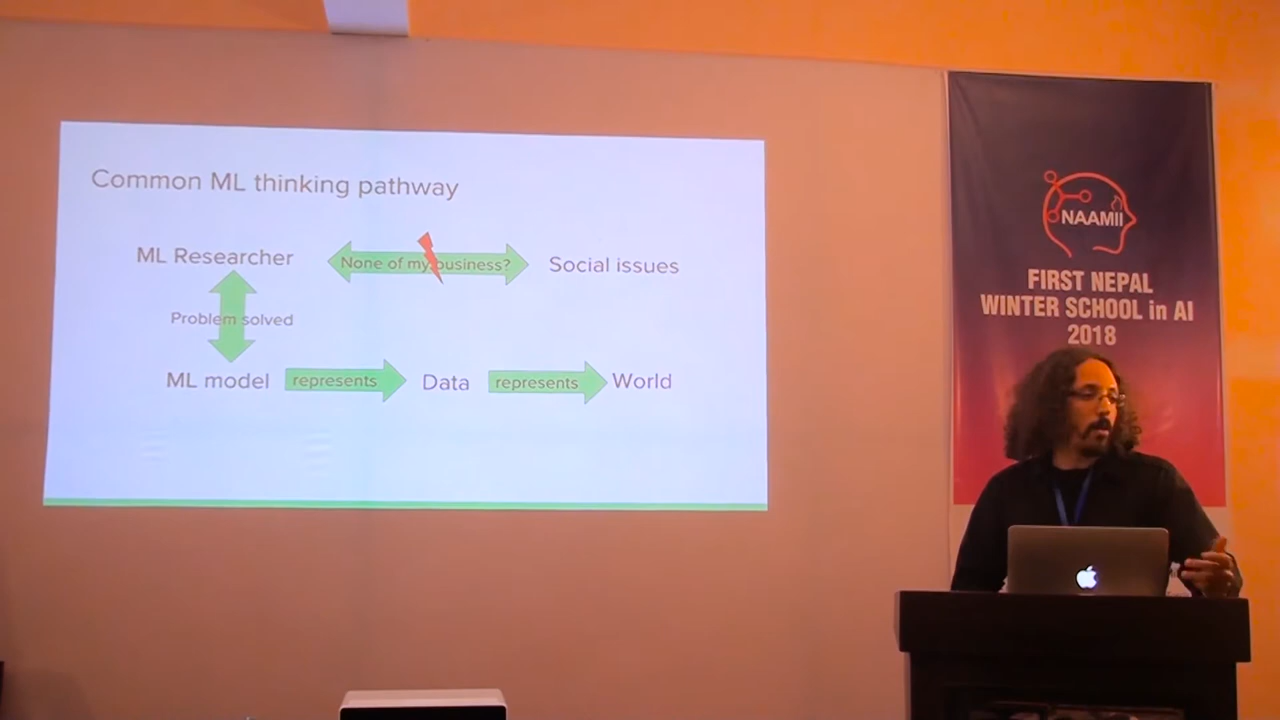 Common ML thinking pathway
ML Researcher
None of my business?
Social issues
Problem solved
ML model
represents
Data
represents
World
NAAMII
FIRST NEPAL
WINTER SCHOOL in AI
2018